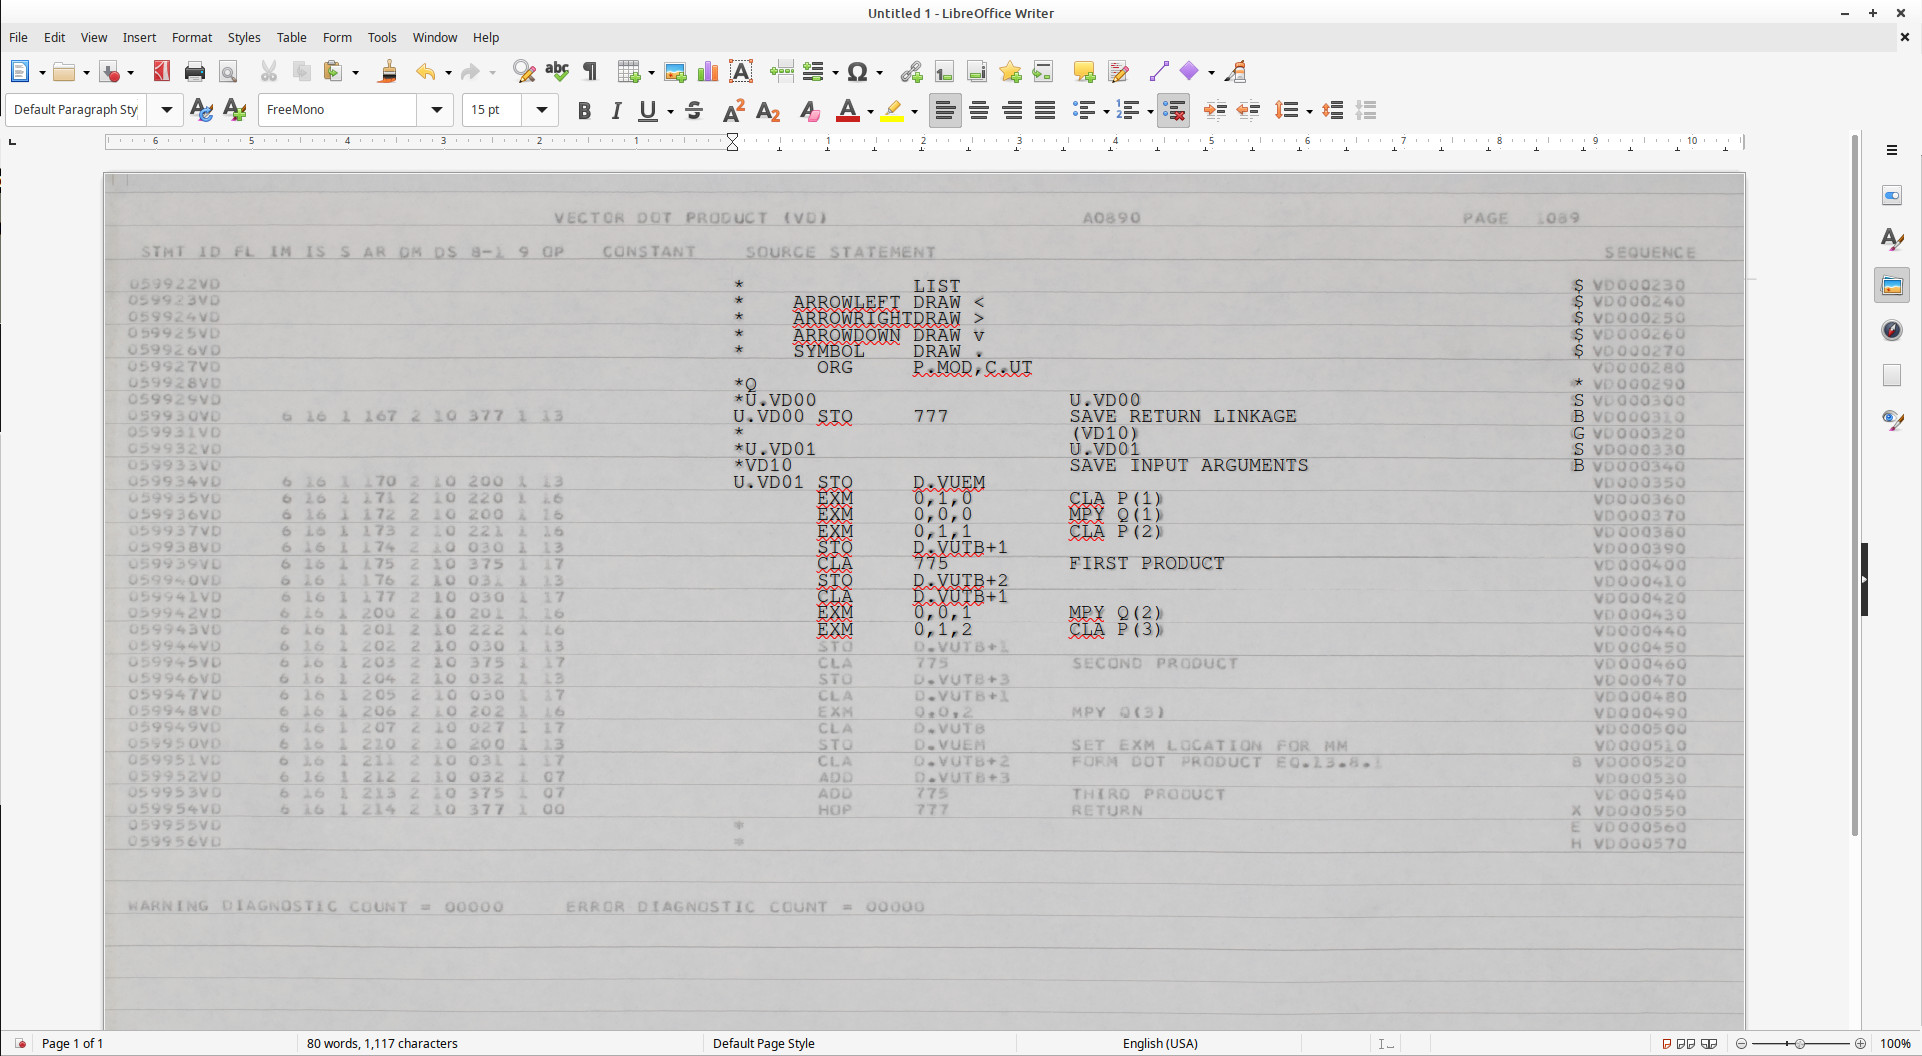 Untitled 1 - LibreOffice Writer
File Edit View Insert Format Styles Table Form Tools Window Help
Default Paragraph Sty FreeMono 15 pt
6 5 4 3 2 1 1 2 3 4 5 6 7 8 9 10
VECTOR DOT PRODUCT (VD) A0890 PAGE 1089
STMT ID FL IM IS S AR DM DS 8-1 9 OP CONSTANT SOURCE STATEMENT SEQUENCE
059922VD * LIST $ VD000230
059923VD * ARROWLEFT DRAW < $ VD000240
059924VD * ARROWRIGHTDRAW > $ VD000250
059925VD * ARROWDOWN DRAW v $ VD000260
059926VD * SYMBOL DRAW . $ VD000270
059927VD ORG P.MOD,C.UT VD000280
059928VD *Q * VD000290
059929VD *U.VD00 U.VD00 S VD000300
059930VD 6 16 1 167 2 10 377 1 13 U.VD00 STO 777 SAVE RETURN LINKAGE B VD000310
059931VD * (VD10) G VD000320
059932VD *U.VD01 U.VD01 S VD000330
059933VD *VD10 SAVE INPUT ARGUMENTS B VD000340
059934VD 6 16 1 170 2 10 200 1 13 U.VD01 STO D.VUEM VD000350
059935VD 6 16 1 171 2 10 220 1 16 EXM 0,1,0 CLA P(1) VD000360
059936VD 6 16 1 172 2 10 200 1 16 EXM 0,0,0 MPY Q(1) VD000370
059937VD 6 16 1 173 2 10 221 1 16 EXM 0,1,1 CLA P(2) VD000380
059938VD 6 16 1 174 2 10 030 1 13 STO D.VUTB+1 VD000390
059939VD 6 16 1 175 2 10 375 1 17 CLA 775 FIRST PRODUCT VD000400
059940VD 6 16 1 176 2 10 031 1 13 STO D.VUTB+2 VD000410
059941VD 6 16 1 177 2 10 030 1 17 CLA D.VUTB+1 VD000420
059942VD 6 16 1 200 2 10 201 1 16 EXM 0,0,1 MPY Q(2) VD000430
059943VD 6 16 1 201 2 10 222 1 16 EXM 0,1,2 CLA P(3) VD000440
059944VD 6 16 1 202 2 10 030 1 13 STO D.VUTB+1 VD000450
059945VD 6 16 1 203 2 10 375 1 17 CLA 775 SECOND PRODUCT VD000460
059946VD 6 16 1 204 2 10 032 1 13 STO D.VUTB+3 VD000470
059947VD 6 16 1 205 2 10 030 1 17 CLA D.VUTB+1 VD000480
059948VD 6 16 1 206 2 10 202 1 16 EXM 0,0,2 MPY Q(3) VD000490
059949VD 6 16 1 207 2 10 027 1 17 CLA D.VUTB VD000500
059950VD 6 16 1 210 2 10 200 1 13 STO D.VUEM SET EXM LOCATION FOR MM VD000510
059951VD 6 16 1 211 2 10 031 1 17 CLA D.VUTB+2 FORM DOT PRODUCT EQ.13.8.1 B VD000520
059952VD 6 16 1 212 2 10 032 1 07 ADD D.VUTB+3 VD000530
059953VD 6 16 1 213 2 10 375 1 07 ADD 775 THIRD PRODUCT VD000540
059954VD 6 16 1 214 2 10 377 1 00 HOP 777 RETURN X VD000550
059955VD * E VD000560
059956VD * H VD000570
WARNING DIAGNOSTIC COUNT = 00000 ERROR DIAGNOSTIC COUNT = 00000
Page 1 of 1 80 words, 1,117 characters Default Page Style English (USA) 100%